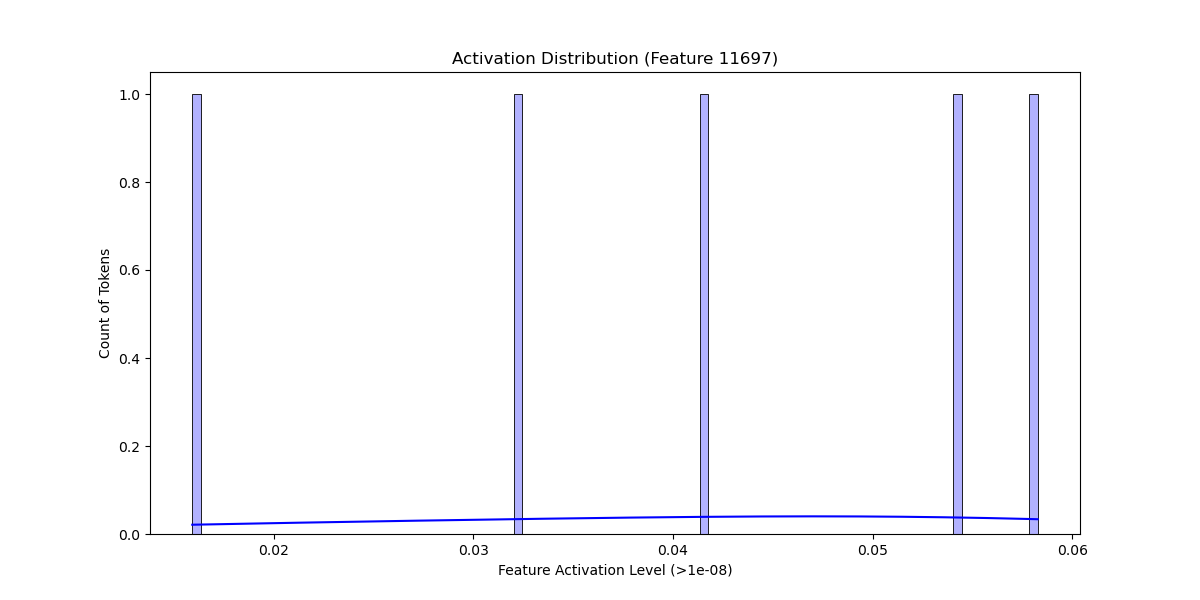 Activation Distribution (Feature 11697)
1.0
0.8
0.6
0.4
0.2
0.0
Count of Tokens
0.02 0.03 0.04 0.05 0.06
Feature Activation Level (>1e-08)